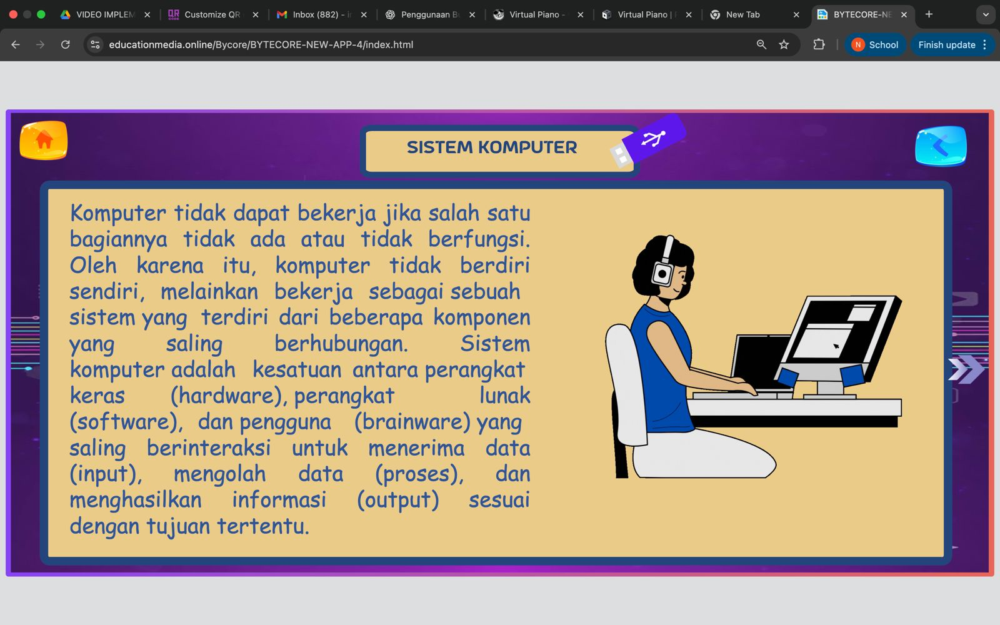 VIDEO IMPLEM
Customize QR
Inbox (882) - i
Penggunaan B
Virtual Piano -
Virtual Piano |
New Tab
BYTECORE-NE
educationmedia.online/Bycore/BYTECORE-NEW-APP-4/index.html
N School
Finish update
SISTEM KOMPUTER
Komputer tidak dapat bekerja jika salah satu
bagiannya tidak ada atau tidak berfungsi.
Oleh karena itu, komputer tidak berdiri
sendiri, melainkan bekerja sebagai sebuah
sistem yang terdiri dari beberapa komponen
yang saling berhubungan. Sistem
komputer adalah kesatuan antara perangkat
keras (hardware), perangkat lunak
(software), dan pengguna (brainware) yang
saling berinteraksi untuk menerima data
(input), mengolah data (proses), dan
menghasilkan informasi (output) sesuai
dengan tujuan tertentu.